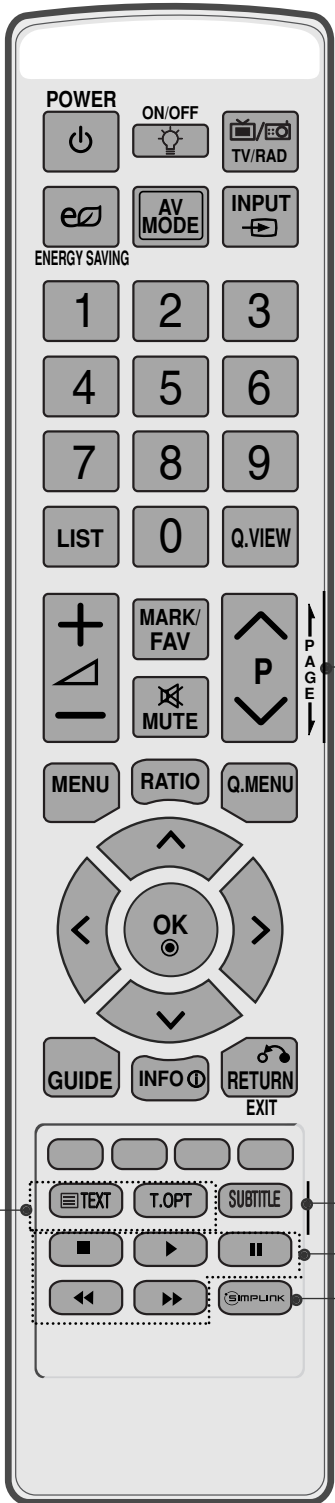 POWER
ON/OFF
TV/RAD
ENERGY SAVING
AV
MODE
INPUT
1 2 3
4 5 6
7 8 9
LIST 0 Q.VIEW
MARK/
FAV
MUTE
P
PAGE
MENU RATIO Q.MENU
OK
GUIDE INFO RETURN
EXIT
TEXT T.OPT SUBTITLE
SIMPLINK